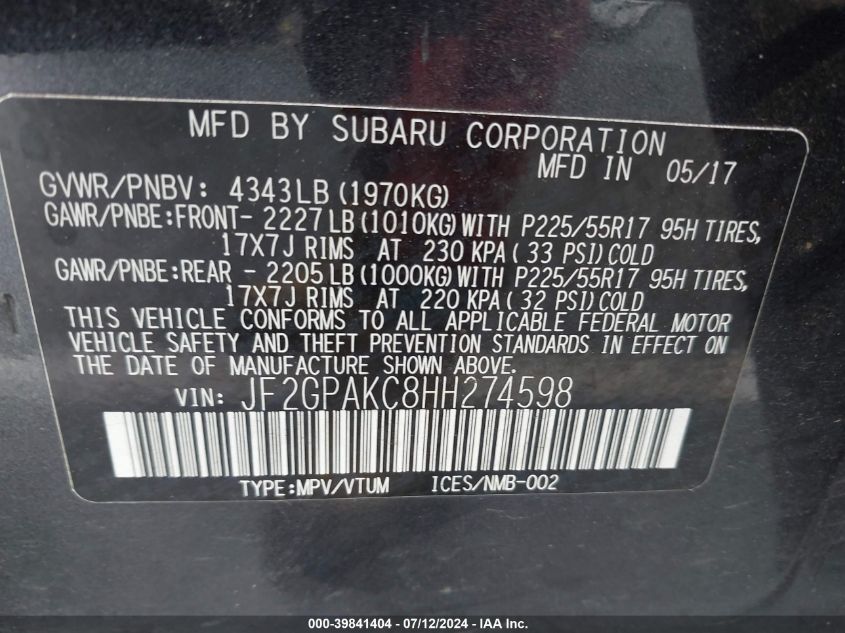 MFD BY SUBARU CORPORATION
MFD IN 05/17
GVWR/PNBV: 4343LB (1970KG)
GAWR/PNBE:FRONT- 2227LB(1010KG)WITH P225/55R17 95H TIRES,
17X7J RIMS AT 230 KPA(33 PSI)COLD
GAWR/PNBE:REAR - 2205LB(1000KG)WITH P225/55R17 95H TIRES,
17X7J RIMS AT 220 KPA(32 PSI)COLD
THIS VEHICLE CONFORMS TO ALL APPLICABLE FEDERAL MOTOR
VEHICLE SAFETY AND THEFT PREVENTION STANDARDS IN EFFECT ON
THE DATE OF MANUFACTURE SHOWN ABOVE.
VIN: JF2GPAKC8HH274598
TYPE:MPV/VTUM ICES/NMB-002
000-39841404 - 07/12/2024 - IAA Inc.